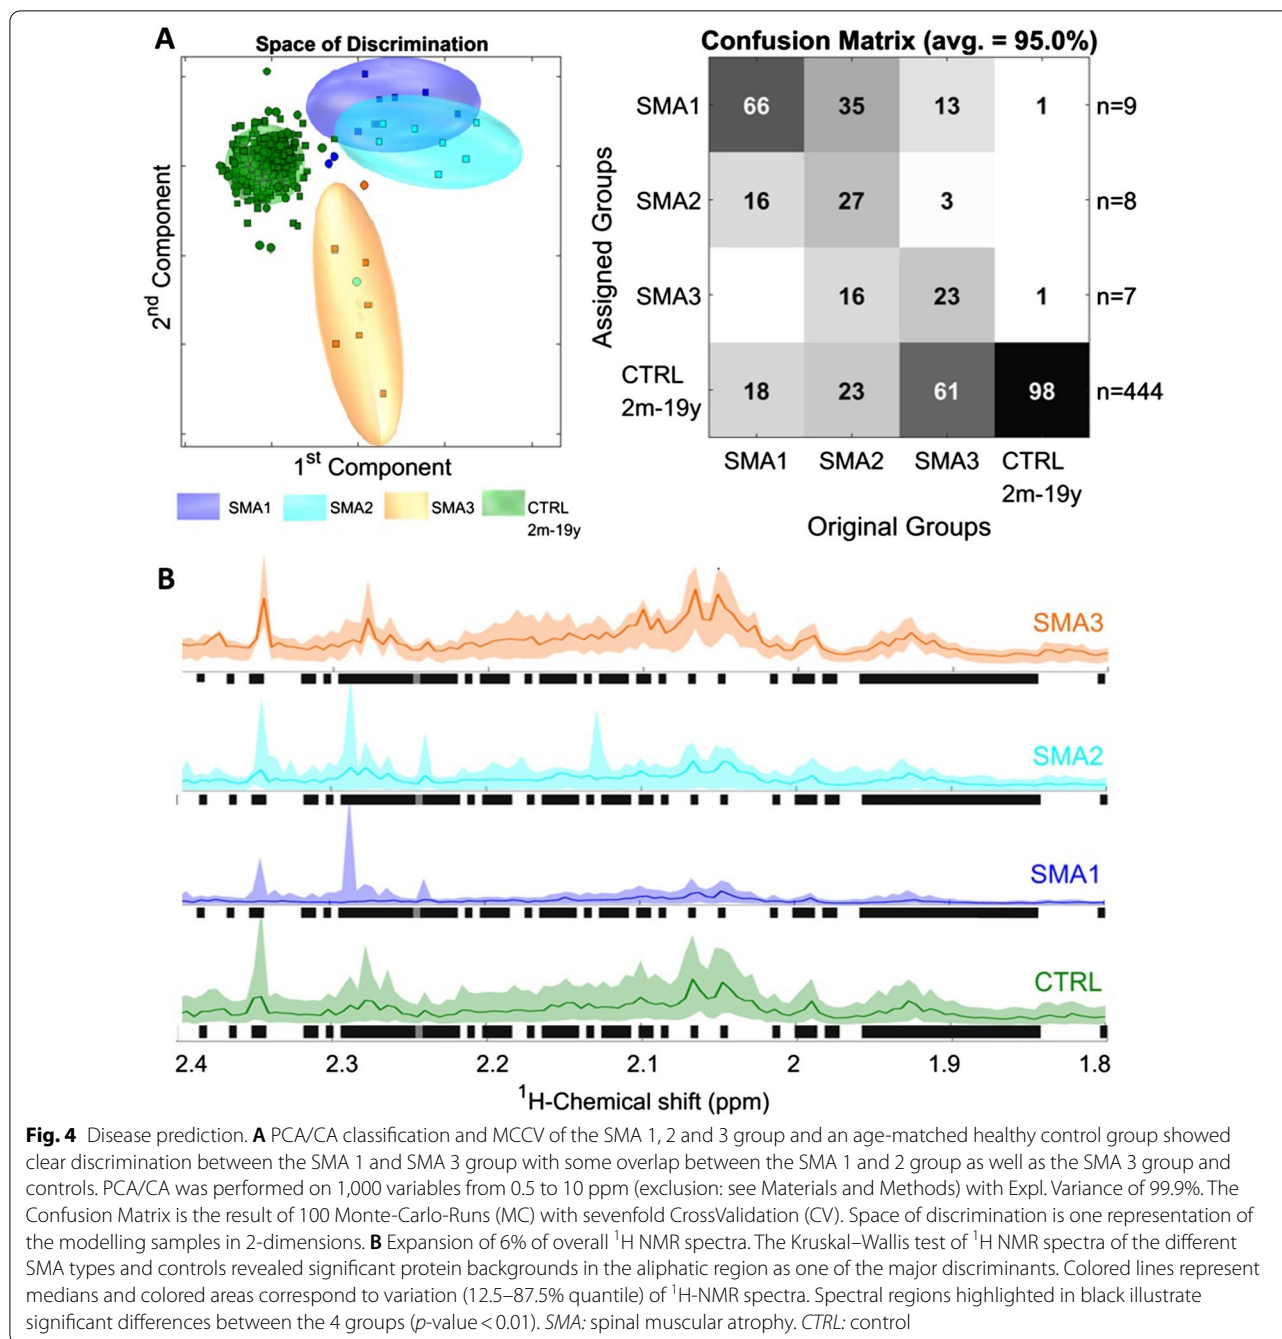 A
Space of Discrimination
2nd Component
1st Component
SMA1
SMA2
SMA3
CTRL
2m-19y
Confusion Matrix (avg. = 95.0%)
Assigned Groups
SMA1 66 35 13 1 n=9
SMA2 16 27 3 n=8
SMA3 16 23 1 n=7
CTRL
2m-19y 18 23 61 98 n=444
SMA1 SMA2 SMA3 CTRL
2m-19y
Original Groups
B
SMA3
SMA2
SMA1
CTRL
2.4 2.3 2.2 2.1 2 1.9 1.8
1H-Chemical shift (ppm)
Fig. 4 Disease prediction. A PCA/CA classification and MCCV of the SMA 1, 2 and 3 group and an age-matched healthy control group showed
clear discrimination between the SMA 1 and SMA 3 group with some overlap between the SMA 1 and 2 group as well as the SMA 3 group and
controls. PCA/CA was performed on 1,000 variables from 0.5 to 10 ppm (exclusion: see Materials and Methods) with Expl. Variance of 99.9%. The
Confusion Matrix is the result of 100 Monte-Carlo-Runs (MC) with sevenfold CrossValidation (CV). Space of discrimination is one representation of
the modelling samples in 2-dimensions. B Expansion of 6% of overall 1H NMR spectra. The Kruskal–Wallis test of 1H NMR spectra of the different
SMA types and controls revealed significant protein backgrounds in the aliphatic region as one of the major discriminants. Colored lines represent
medians and colored areas correspond to variation (12.5–87.5% quantile) of 1H-NMR spectra. Spectral regions highlighted in black illustrate
significant differences between the 4 groups (p-value < 0.01). SMA: spinal muscular atrophy. CTRL: control